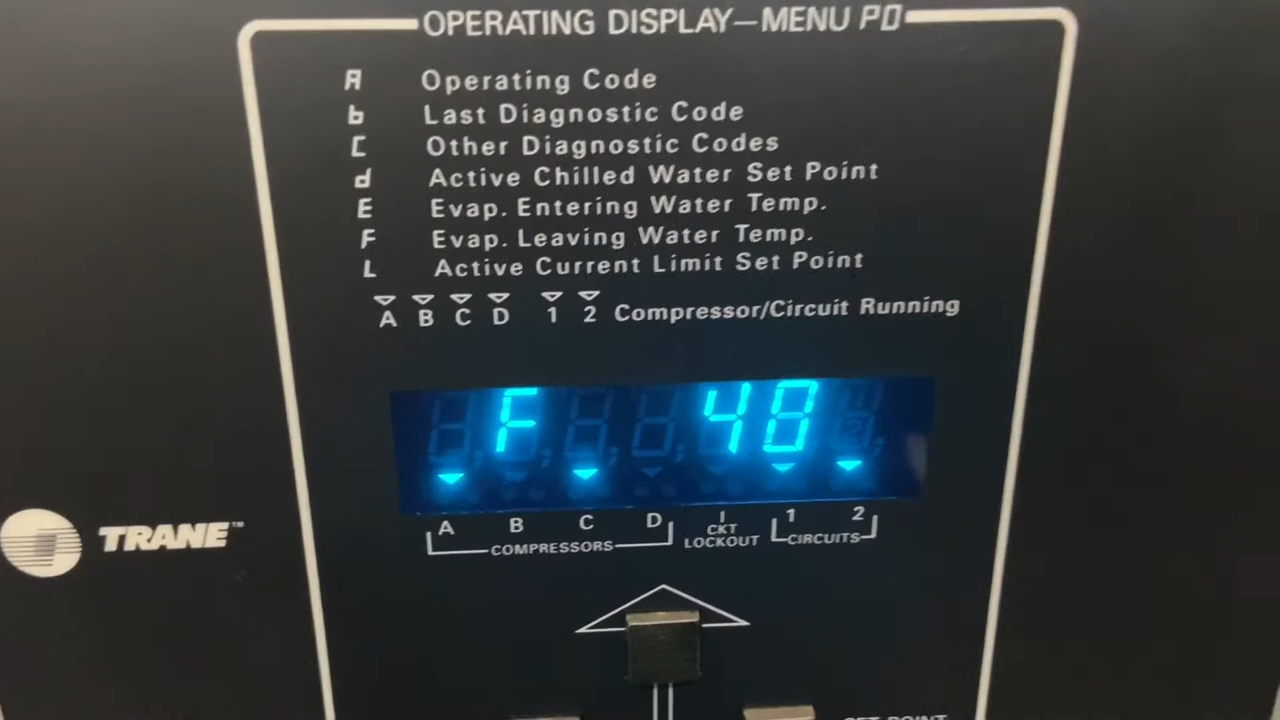 OPERATING DISPLAY—MENU P0
A Operating Code
b Last Diagnostic Code
C Other Diagnostic Codes
d Active Chilled Water Set Point
E Evap. Entering Water Temp.
F Evap. Leaving Water Temp.
L Active Current Limit Set Point
A B C D 1 2 Compressor/Circuit Running
F 48
A B C D 1 2
COMPRESSORS CKT LOCKOUT CIRCUITS
TRANE™
SET POINT